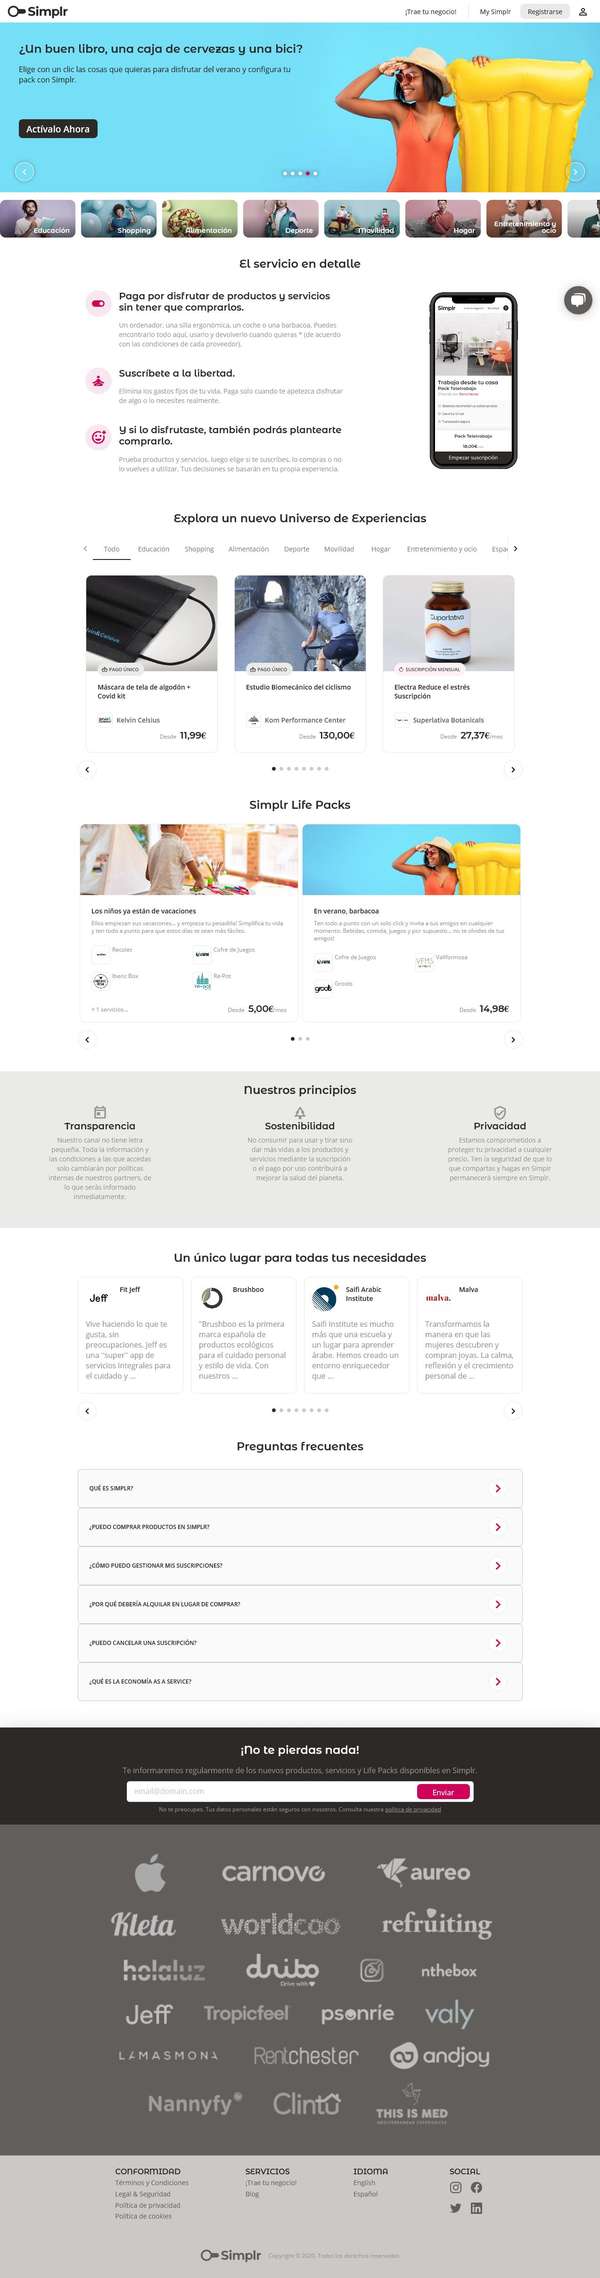 Simplr
¡Trae tu negocio!
My Simplr
Registrarse
¿Un buen libro, una caja de cervezas y una bici?
Elige con un clic las cosas que quieras para disfrutar del verano y configura tu
pack con Simplr.
Actívalo Ahora
Educación
Shopping
Alimentación
Deporte
Movilidad
Hogar
Entretenimiento y
ocio
El servicio en detalle
Paga por disfrutar de productos y servicios
sin tener que comprarlos.
Un ordenador, una silla ergonómica, un coche o una barbacoa. Puedes
encontrarlo todo aquí, usarlo y devolverlo cuando quieras * (de acuerdo
con las condiciones de cada proveedor).
Suscríbete a la libertad.
Elimina los gastos fijos de tu vida. Paga solo cuando te apetezca disfrutar
de algo o lo necesites realmente.
Y si lo disfrutaste, también podrás plantearte
comprarlo.
Prueba productos y servicios, luego elige si te suscribes, lo compras o no
lo vuelves a utilizar. Tus decisiones se basarán en tu propia experiencia.
Simplr
Trabaja desde tu casa
Pack Teletrabajo
Pack Teletrabajo
18,00€
Empezar suscripción
Explora un nuevo Universo de Experiencias
Todo
Educación
Shopping
Alimentación
Deporte
Movilidad
Hogar
Entretenimiento y ocio
Espa
PAGO ÚNICO
Máscara de tela de algodón +
Covid kit
Kelvin Celsius
Desde 11,99€
PAGO ÚNICO
Estudio Biomecánico del ciclismo
Kom Performance Center
Desde 130,00€
Superlativa
SUSCRIPCIÓN MENSUAL
Electra Reduce el estrés
Suscripción
Superlativa Botanicals
Desde 27,37€/mes
Simplr Life Packs
Los niños ya están de vacaciones
Ellos empiezan sus vacaciones... y empieza tu pesadilla! Simplifica tu vida
y ten todo a punto para que estos días te sean más fáciles.
Recotet
Cofre de Juegos
Ibenz Box
Re-Pot
+ 1 servicios...
Desde 5,00€/mes
En verano, barbacoa
Ten todo a punto con un solo click y invita a tus amigos en cualquier
momento. Bebidas, comida, juegos y por supuesto... no te olvides de tus
amigos!
Cofre de Juegos
Vallformosa
Groots
Desde 14,98€
Nuestros principios
Transparencia
Nuestro canal no tiene letra
pequeña. Toda la información y
las condiciones a las que accedas
solo cambiarán por políticas
internas de nuestros partners, de
lo que serás informado
inmediatamente.
Sostenibilidad
No consumir para usar y tirar sino
dar más vidas a los productos y
servicios mediante la suscripción
o el pago por uso contribuirá a
mejorar la salud del planeta.
Privacidad
Estamos comprometidos a
proteger tu privacidad a cualquier
precio. Ten la seguridad de que lo
que compartas y hagas en Simplr
permanecerá siempre en Simplr.
Un único lugar para todas tus necesidades
Jeff
Fit Jeff
Vive haciendo lo que te
gusta, sin
preocupaciones. Jeff es
una "super" app de
servicios integrales para
el cuidado y ...
Brushboo
"Brushboo es la primera
marca española de
productos ecológicos
para el cuidado personal
y estilo de vida. Con
nuestros ...
Saifi Arabic
Institute
Saifi Institute es mucho
más que una escuela y
un lugar para aprender
árabe. Hemos creado un
entorno enriquecedor
que ...
malva.
Malva
Transformamos la
manera en que las
mujeres descubren y
compran joyas. La calma,
reflexión y el crecimiento
personal de ...
Preguntas frecuentes
QUÉ ES SIMPLR?
¿PUEDO COMPRAR PRODUCTOS EN SIMPLR?
¿CÓMO PUEDO GESTIONAR MIS SUSCRIPCIONES?
¿POR QUÉ DEBERÍA ALQUILAR EN LUGAR DE COMPRAR?
¿PUEDO CANCELAR UNA SUSCRIPCIÓN?
¿QUÉ ES LA ECONOMÍA AS A SERVICE?
¡No te pierdas nada!
Te informaremos regularmente de los nuevos productos, servicios y Life Packs disponibles en Simplr.
email@domain.com
Enviar
No te preocupes. Tus datos personales están seguros con nosotros. Consulta nuestra política de privacidad
carnovo
aureo
Kleta
worldcoo
refruiting
holaluz
dribo
Drive with
nthebox
Jeff
Tropicfeel
psonríe
valy
LAMASMONA
Rentchester
andjoy
Nannyfy
Clintu
THIS IS MED
MEDITERRANEAN EXPERIENCES
CONFORMIDAD
Términos y Condiciones
Legal & Seguridad
Política de privacidad
Política de cookies
SERVICIOS
¡Trae tu negocio!
Blog
IDIOMA
English
Español
SOCIAL
Simplr
Copyright © 2020. Todos los derechos reservados.